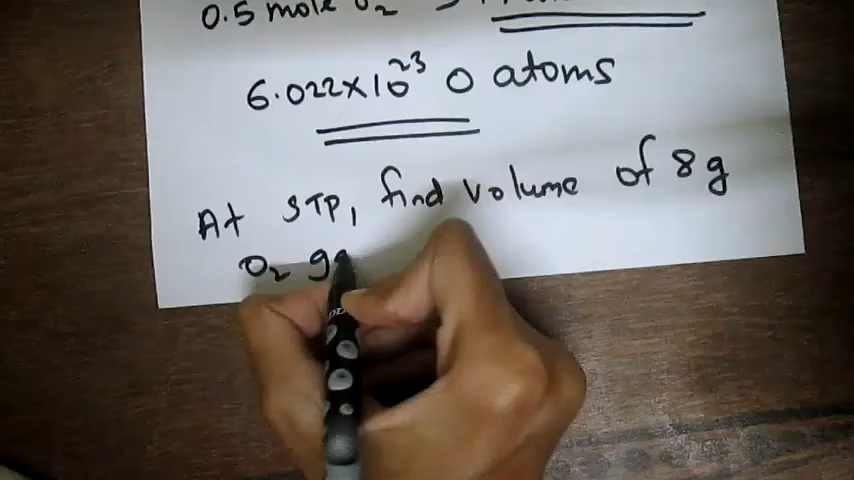 0.5 mole O₂
6.022×10²³ O atoms
At STP, find volume of 8 g
O₂